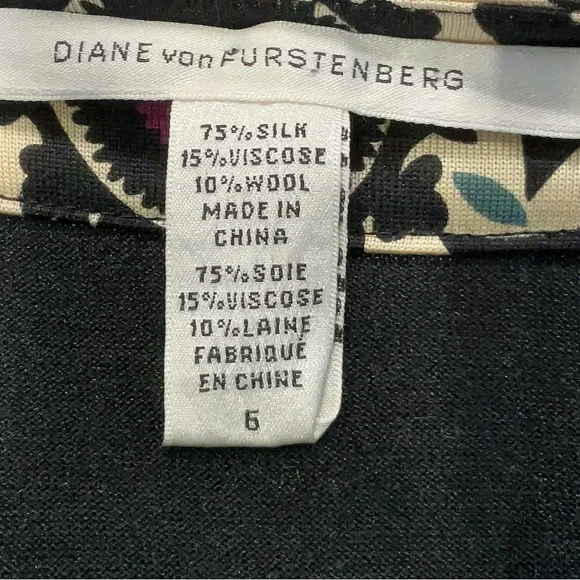 DIANE von FURSTENBERG
75% SILK
15% VISCOSE
10% WOOL
MADE IN
CHINA
75% SOIE
15% VISCOSE
10% LAINE
FABRIQUÉ
EN CHINE
6